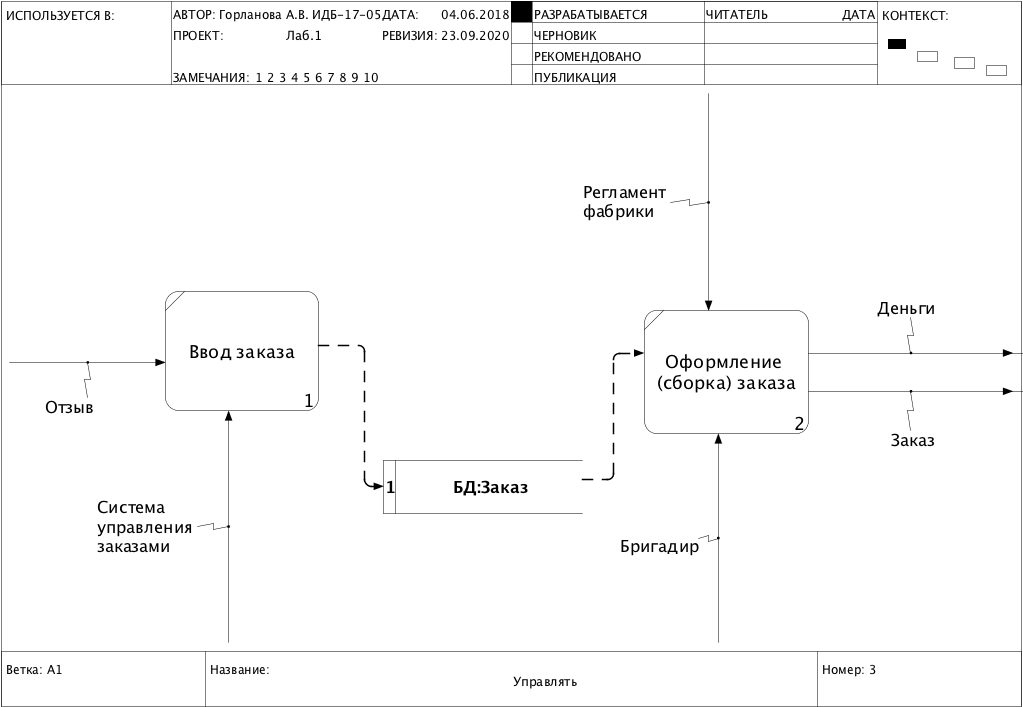 ИСПОЛЬЗУЕТСЯ В:
АВТОР: Горланова А.В. ИДБ-17-05
ДАТА: 04.06.2018
ПРОЕКТ: Лаб.1
РЕВИЗИЯ: 23.09.2020
ЗАМЕЧАНИЯ: 1 2 3 4 5 6 7 8 9 10
РАЗРАБАТЫВАЕТСЯ
ЧЕРНОВИК
РЕКОМЕНДОВАНО
ПУБЛИКАЦИЯ
ЧИТАТЕЛЬ
ДАТА
КОНТЕКСТ:
Регламент
фабрики
Ввод заказа
1
Отзыв
Оформление
(сборка) заказа
2
Деньги
Заказ
1
БД:Заказ
Система
управления
заказами
Бригадир
Ветка: A1
Название:
Управлять
Номер: 3